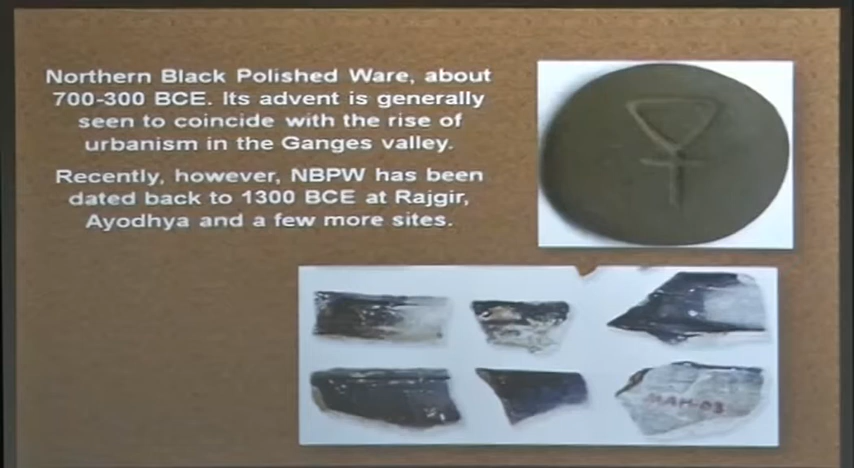 Northern Black Polished Ware, about
700-300 BCE. Its advent is generally
seen to coincide with the rise of
urbanism in the Ganges valley.
Recently, however, NBPW has been
dated back to 1300 BCE at Rajgir,
Ayodhya and a few more sites.
MAH-03